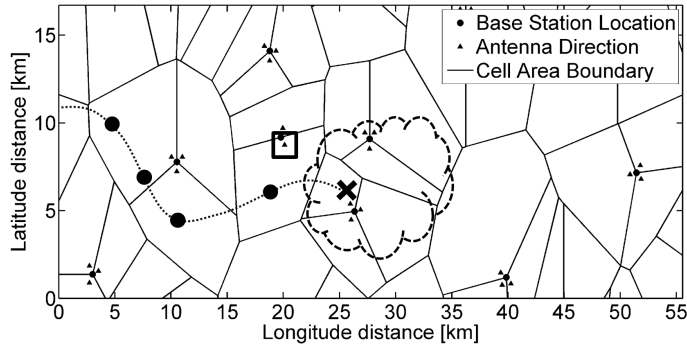 15
10
5
0
Latitude distance [km]
Base Station Location
Antenna Direction
Cell Area Boundary
0 5 10 15 20 25 30 35 40 45 50 55
Longitude distance [km]